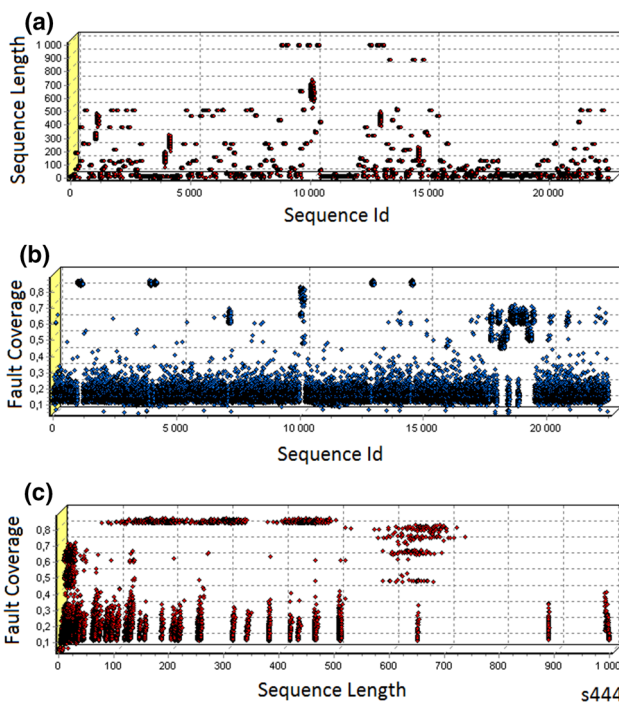 (a)
Sequence Length
1 000
900
800
700
600
500
400
300
200
100
0
0 5 000 10 000 15 000 20 000
Sequence Id
(b)
Fault Coverage
0,8
0,7
0,6
0,5
0,4
0,3
0,2
0,1
0 5 000 10 000 15 000 20 000
Sequence Id
(c)
Fault Coverage
0,8
0,7
0,6
0,5
0,4
0,3
0,2
0,1
0 100 200 300 400 500 600 700 800 900 1 000
Sequence Length
s444